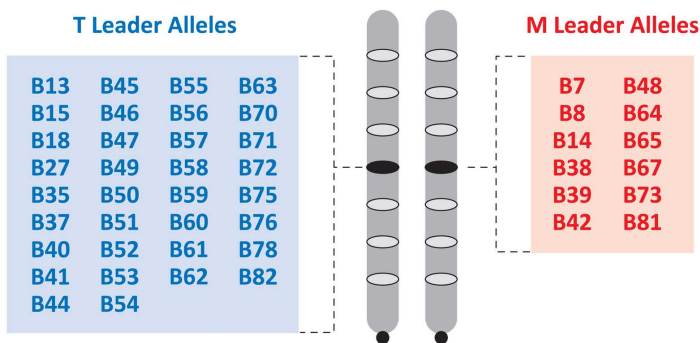 T Leader Alleles
M Leader Alleles
B13 B45 B55 B63
B15 B46 B56 B70
B18 B47 B57 B71
B27 B49 B58 B72
B35 B50 B59 B75
B37 B51 B60 B76
B40 B52 B61 B78
B41 B53 B62 B82
B44 B54
B7 B48
B8 B64
B14 B65
B38 B67
B39 B73
B42 B81